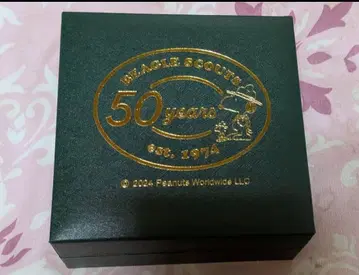 BEAGLE SCOUTS
50 years
est. 1974
© 2024 Peanuts Worldwide LLC